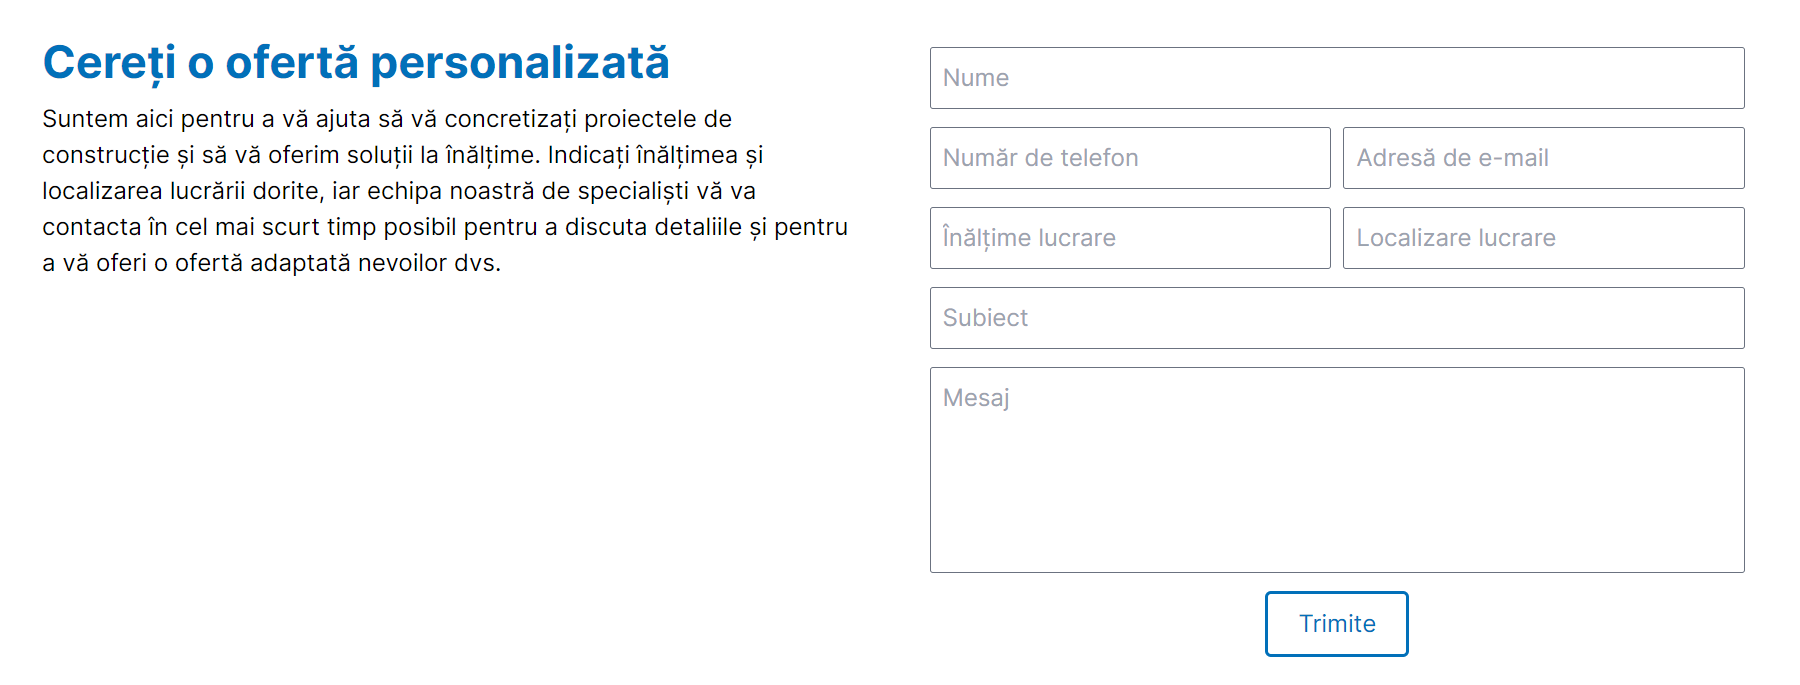 Cereți o ofertă personalizată
Suntem aici pentru a vă ajuta să vă concretizați proiectele de
construcție și să vă oferim soluții la înălțime. Indicați înălțimea și
localizarea lucrării dorite, iar echipa noastră de specialiști vă va
contacta în cel mai scurt timp posibil pentru a discuta detaliile și pentru
a vă oferi o ofertă adaptată nevoilor dvs.
Nume
Număr de telefon
Adresă de e-mail
Înălțime lucrare
Localizare lucrare
Subiect
Mesaj
Trimite